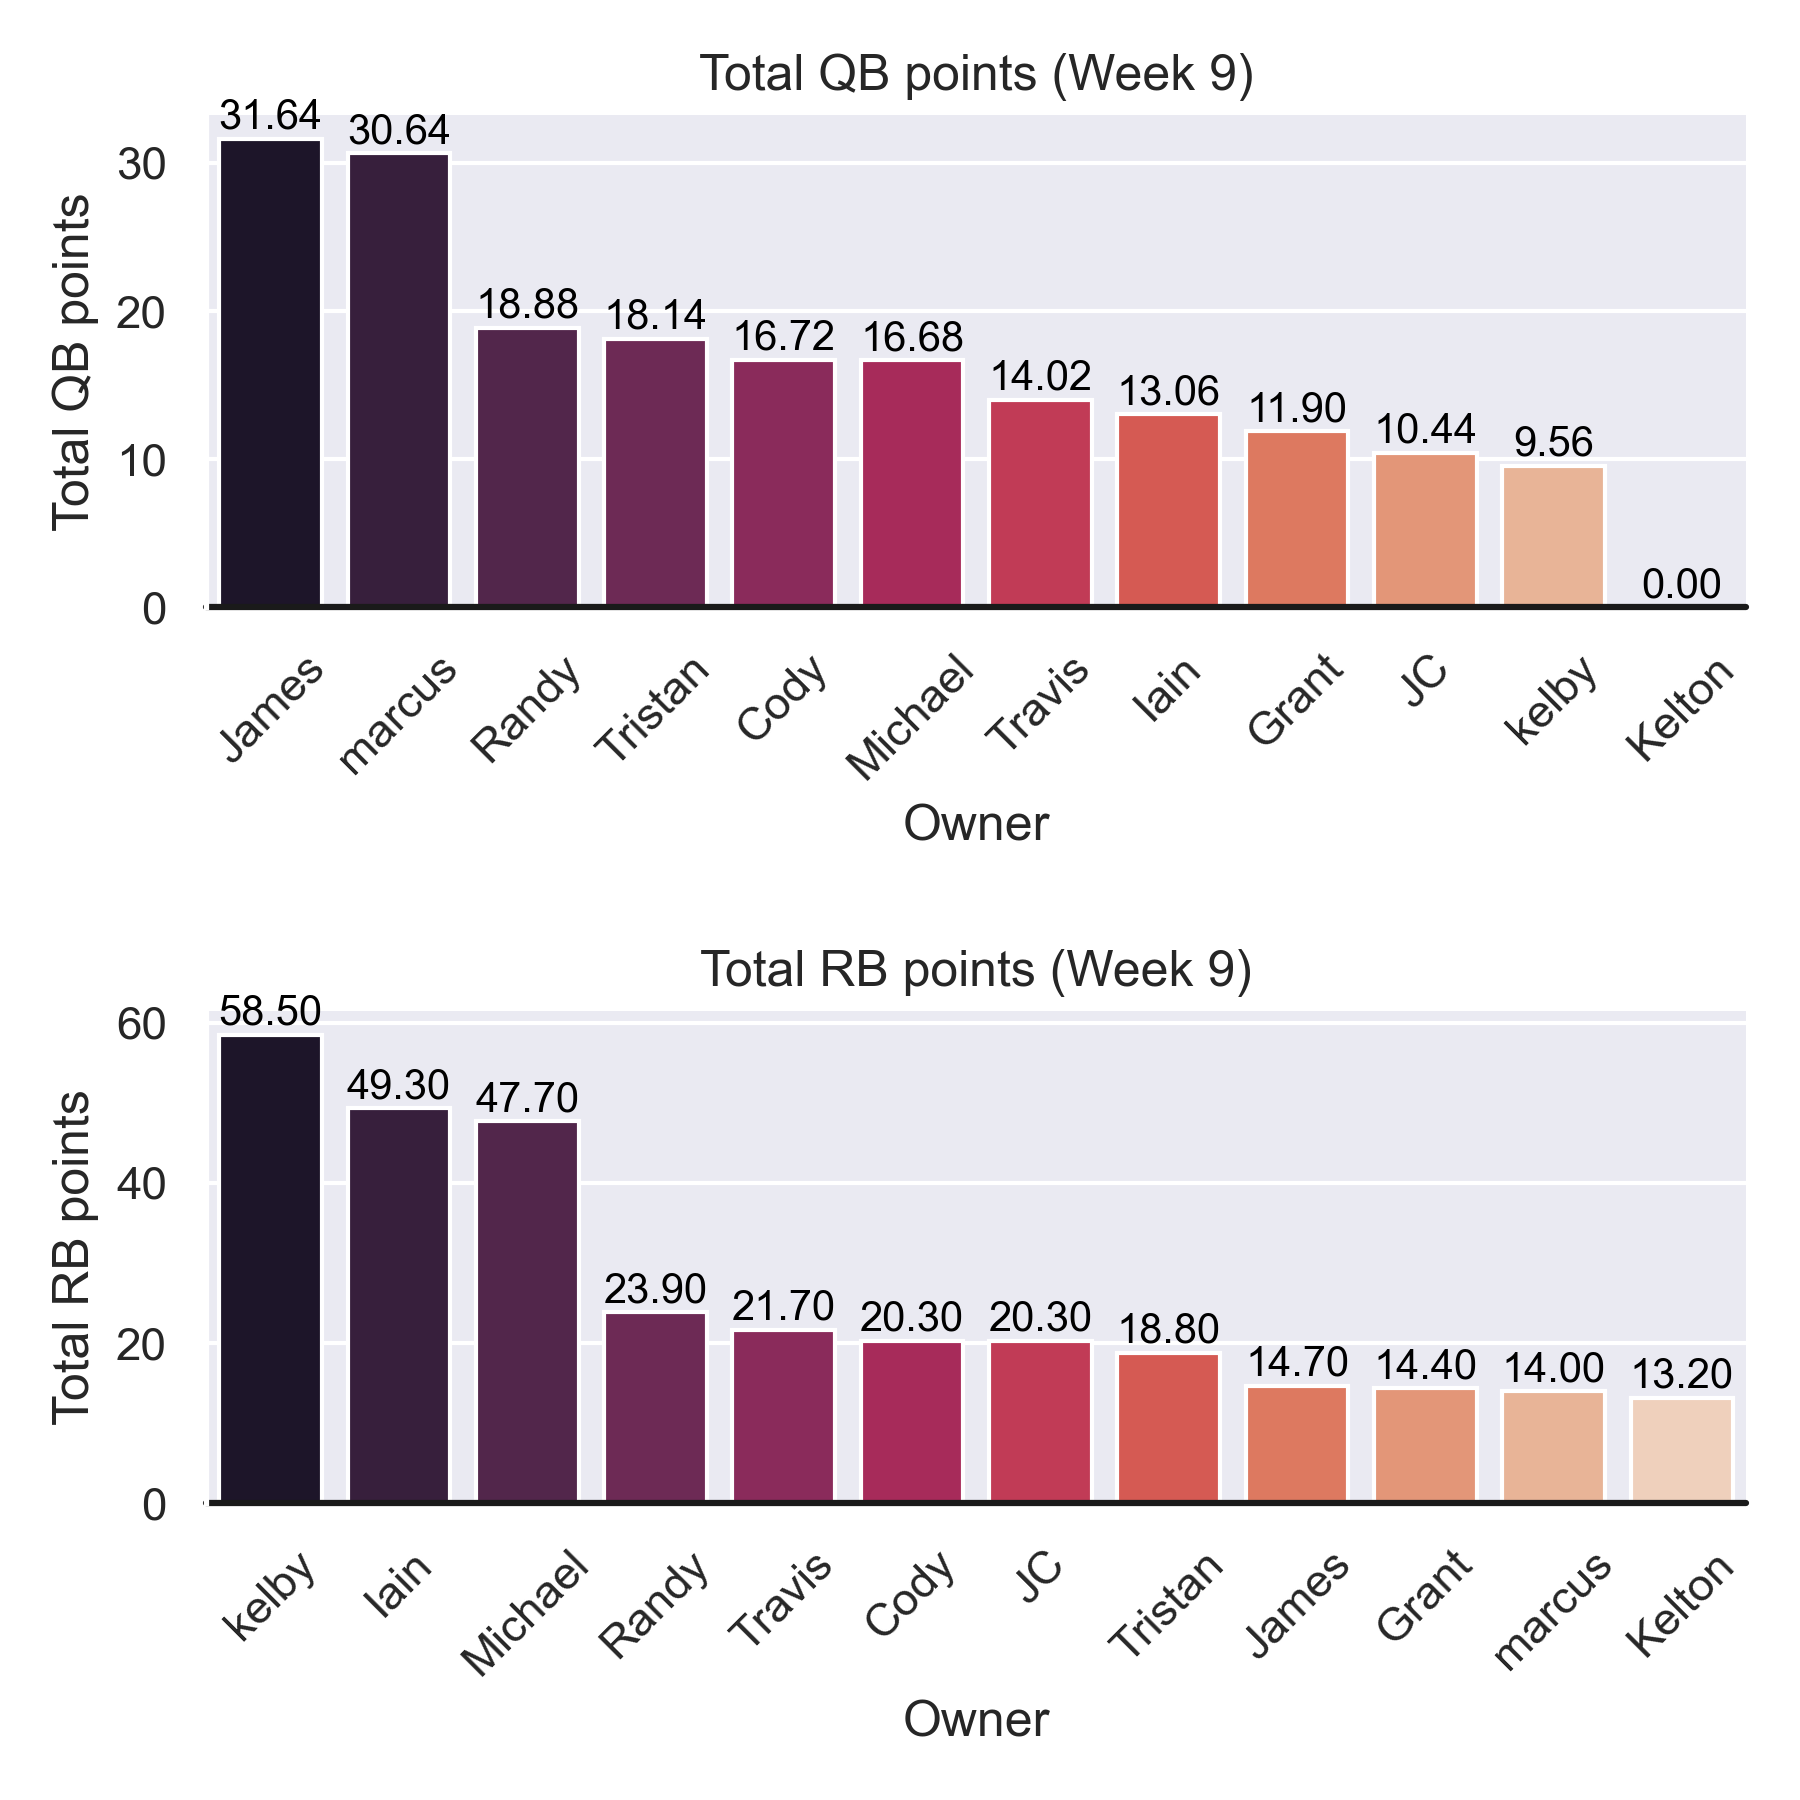 Total QB points (Week 9)
31.64 30.64 18.88 18.14 16.72 16.68 14.02 13.06 11.90 10.44 9.56 0.00
30
20
10
0
Total QB points
James marcus Randy Tristan Cody Michael Travis Iain Grant JC kelby Kelton
Owner
Total RB points (Week 9)
58.50 49.30 47.70 23.90 21.70 20.30 20.30 18.80 14.70 14.40 14.00 13.20
60
40
20
0
Total RB points
kelby Iain Michael Randy Travis Cody JC Tristan James Grant marcus Kelton
Owner